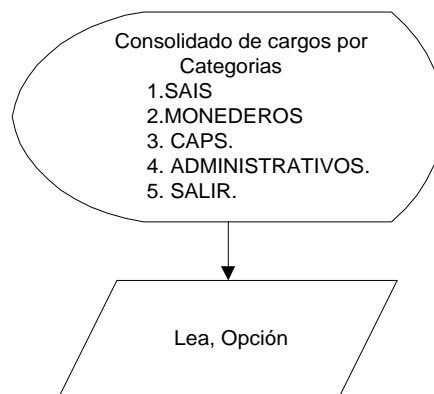 Consolidado de cargos por
Categorias
1.SAIS
2.MONEDEROS
3. CAPS.
4. ADMINISTRATIVOS.
5. SALIR.
Lea, Opción